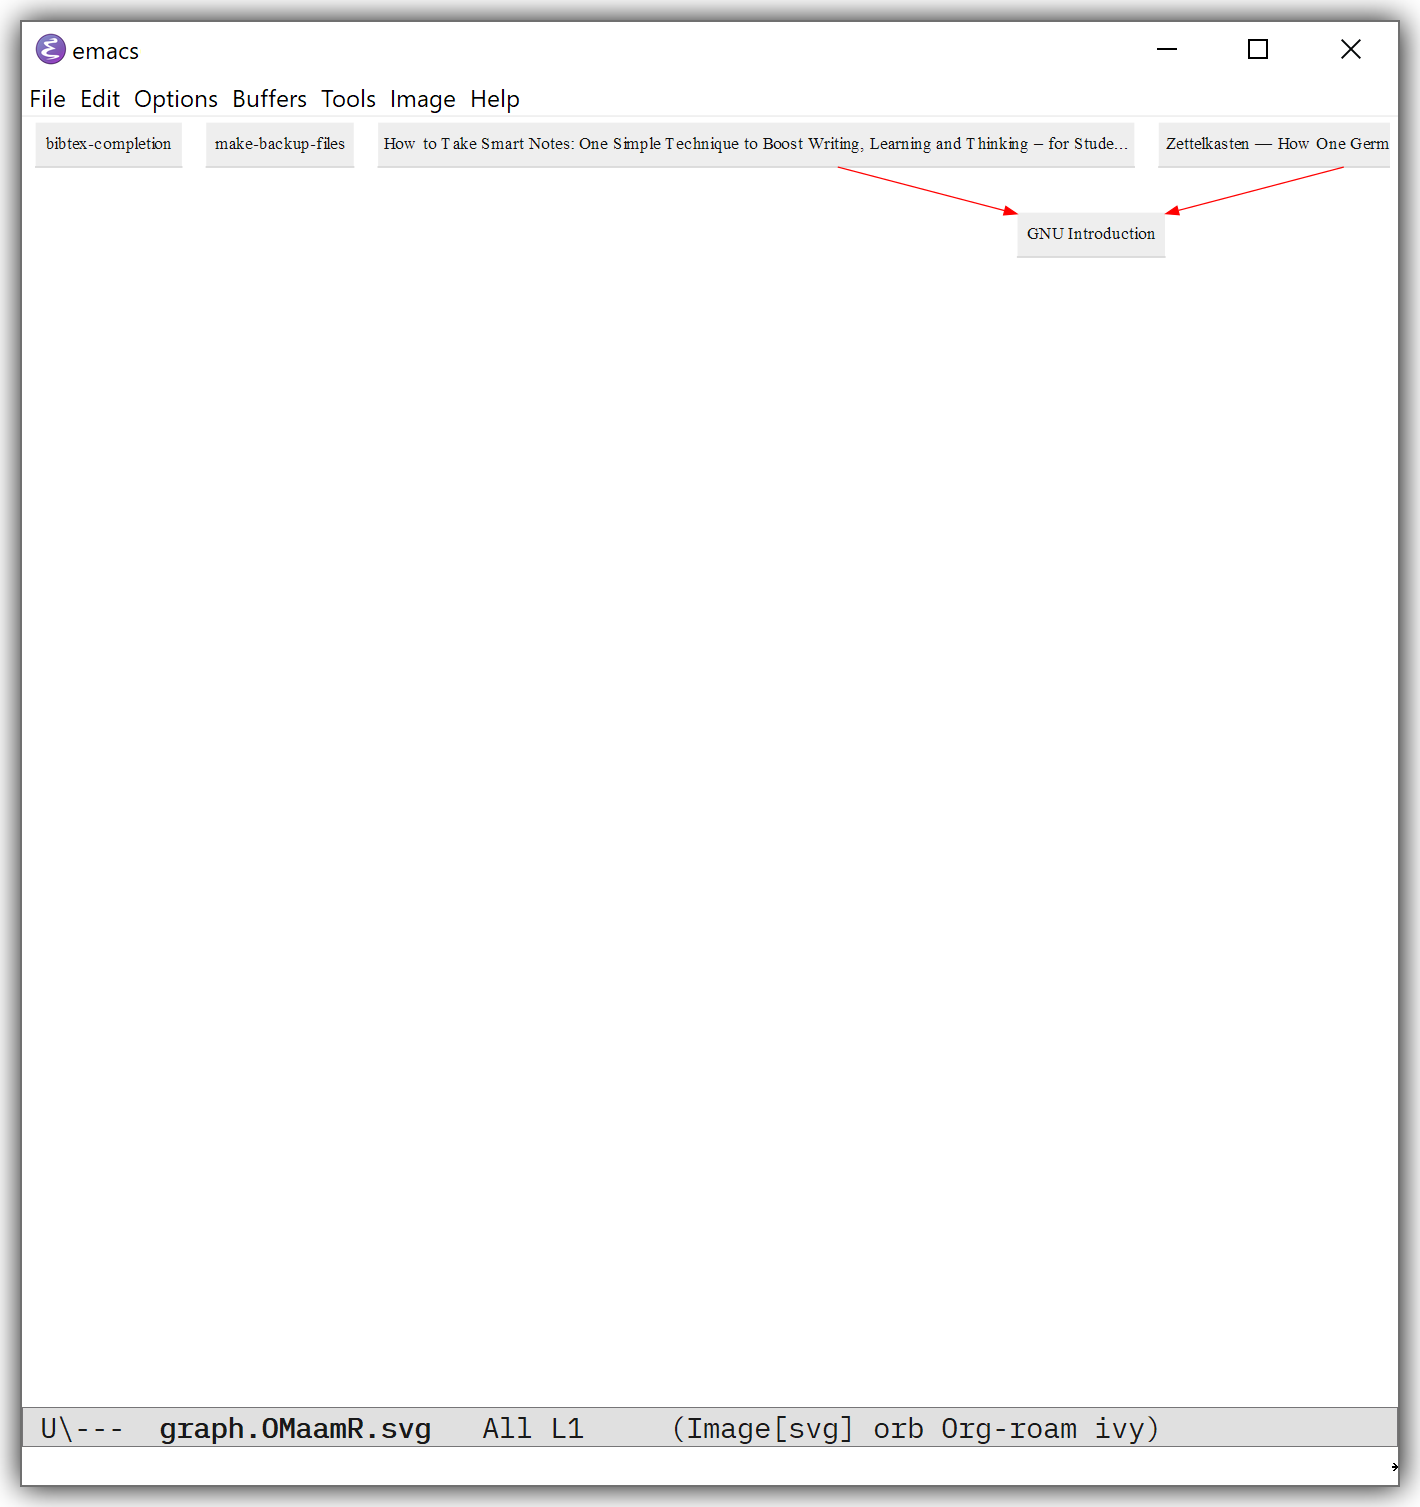 emacs
File Edit Options Buffers Tools Image Help
bibtex-completion make-backup-files How to Take Smart Notes: One Simple Technique to Boost Writing, Learning and Thinking – for Stude... Zettelkasten — How One Germ
GNU Introduction
U\--- graph.OMaamR.svg All L1 (Image[svg] orb Org-roam ivy)